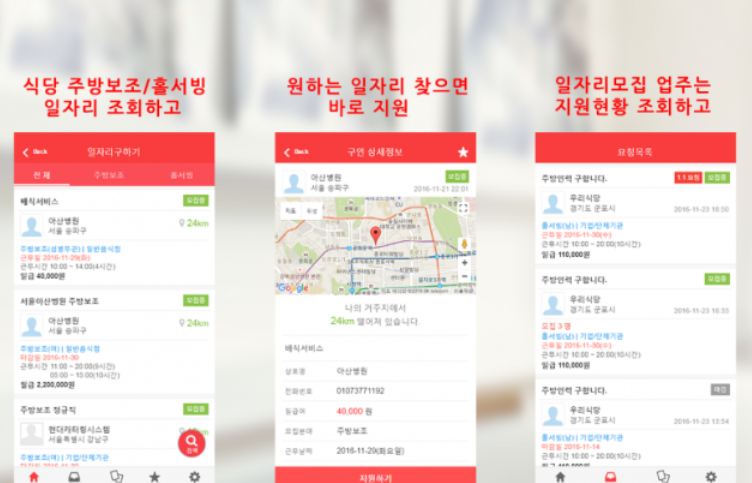 식당 주방보조/홀서빙
일자리 조회하고
Back
일자리구하기
전 체
주방보조
홀서빙
배식서비스
모집중
아산병원
24km
서울 송파구
주방보조(성별무관) | 일반음식점
근무일 2016-11-29(화)
근무시간 10:00 ~ 14:00(4시간)
일급 40,000원
서울아산병원 주방보조
모집중
아산병원
24km
서울 송파구
주방보조(여) | 일반음식점
마감일 2016-11-30
근무시간 11:00 ~ 20:00(9시간)
일급 2,200,000원
주방보조 정규직
모집중
현대캐터링시스템
서울특별시 강남구
검색
주방보조(여) | 기업/단체기관
원하는 일자리 찾으면
바로 지원
Back
구인 상세정보
아산병원
모집중
서울 송파구
2016-11-21 22:01
지도
위성
Google
나의 거주지에서
24km 떨어져 있습니다.
배식서비스
상호명
아산병원
전화번호
01073771192
일급여
40,000 원
모집분야
주방보조
근무날짜
2016-11-29(화요일)
지원하기
일자리모집 업주는
지원현황 조회하고
요청목록
주방인력 구합니다.
1:1 요청
모집중
우리식당
경기도 군포시
홀서빙(남) | 기업/단체기관
근무일 2016-11-30(수)
근무시간 10:00 ~ 20:00(10시간)
일급 110,000원
주방인력 구합니다.
모집중
우리식당
경기도 군포시
모집 3 명
홀서빙(남) | 기업/단체기관
근무일 2016-11-30(수)
근무시간 10:00 ~ 20:00(10시간)
일급 110,000원
주방인력 구합니다.
마감
우리식당
경기도 군포시
2016-11-23 13:54
홀서빙(남) | 기업/단체기관
마감일 2016-11-14
근무시간 10:00 ~ 20:00(10시간)